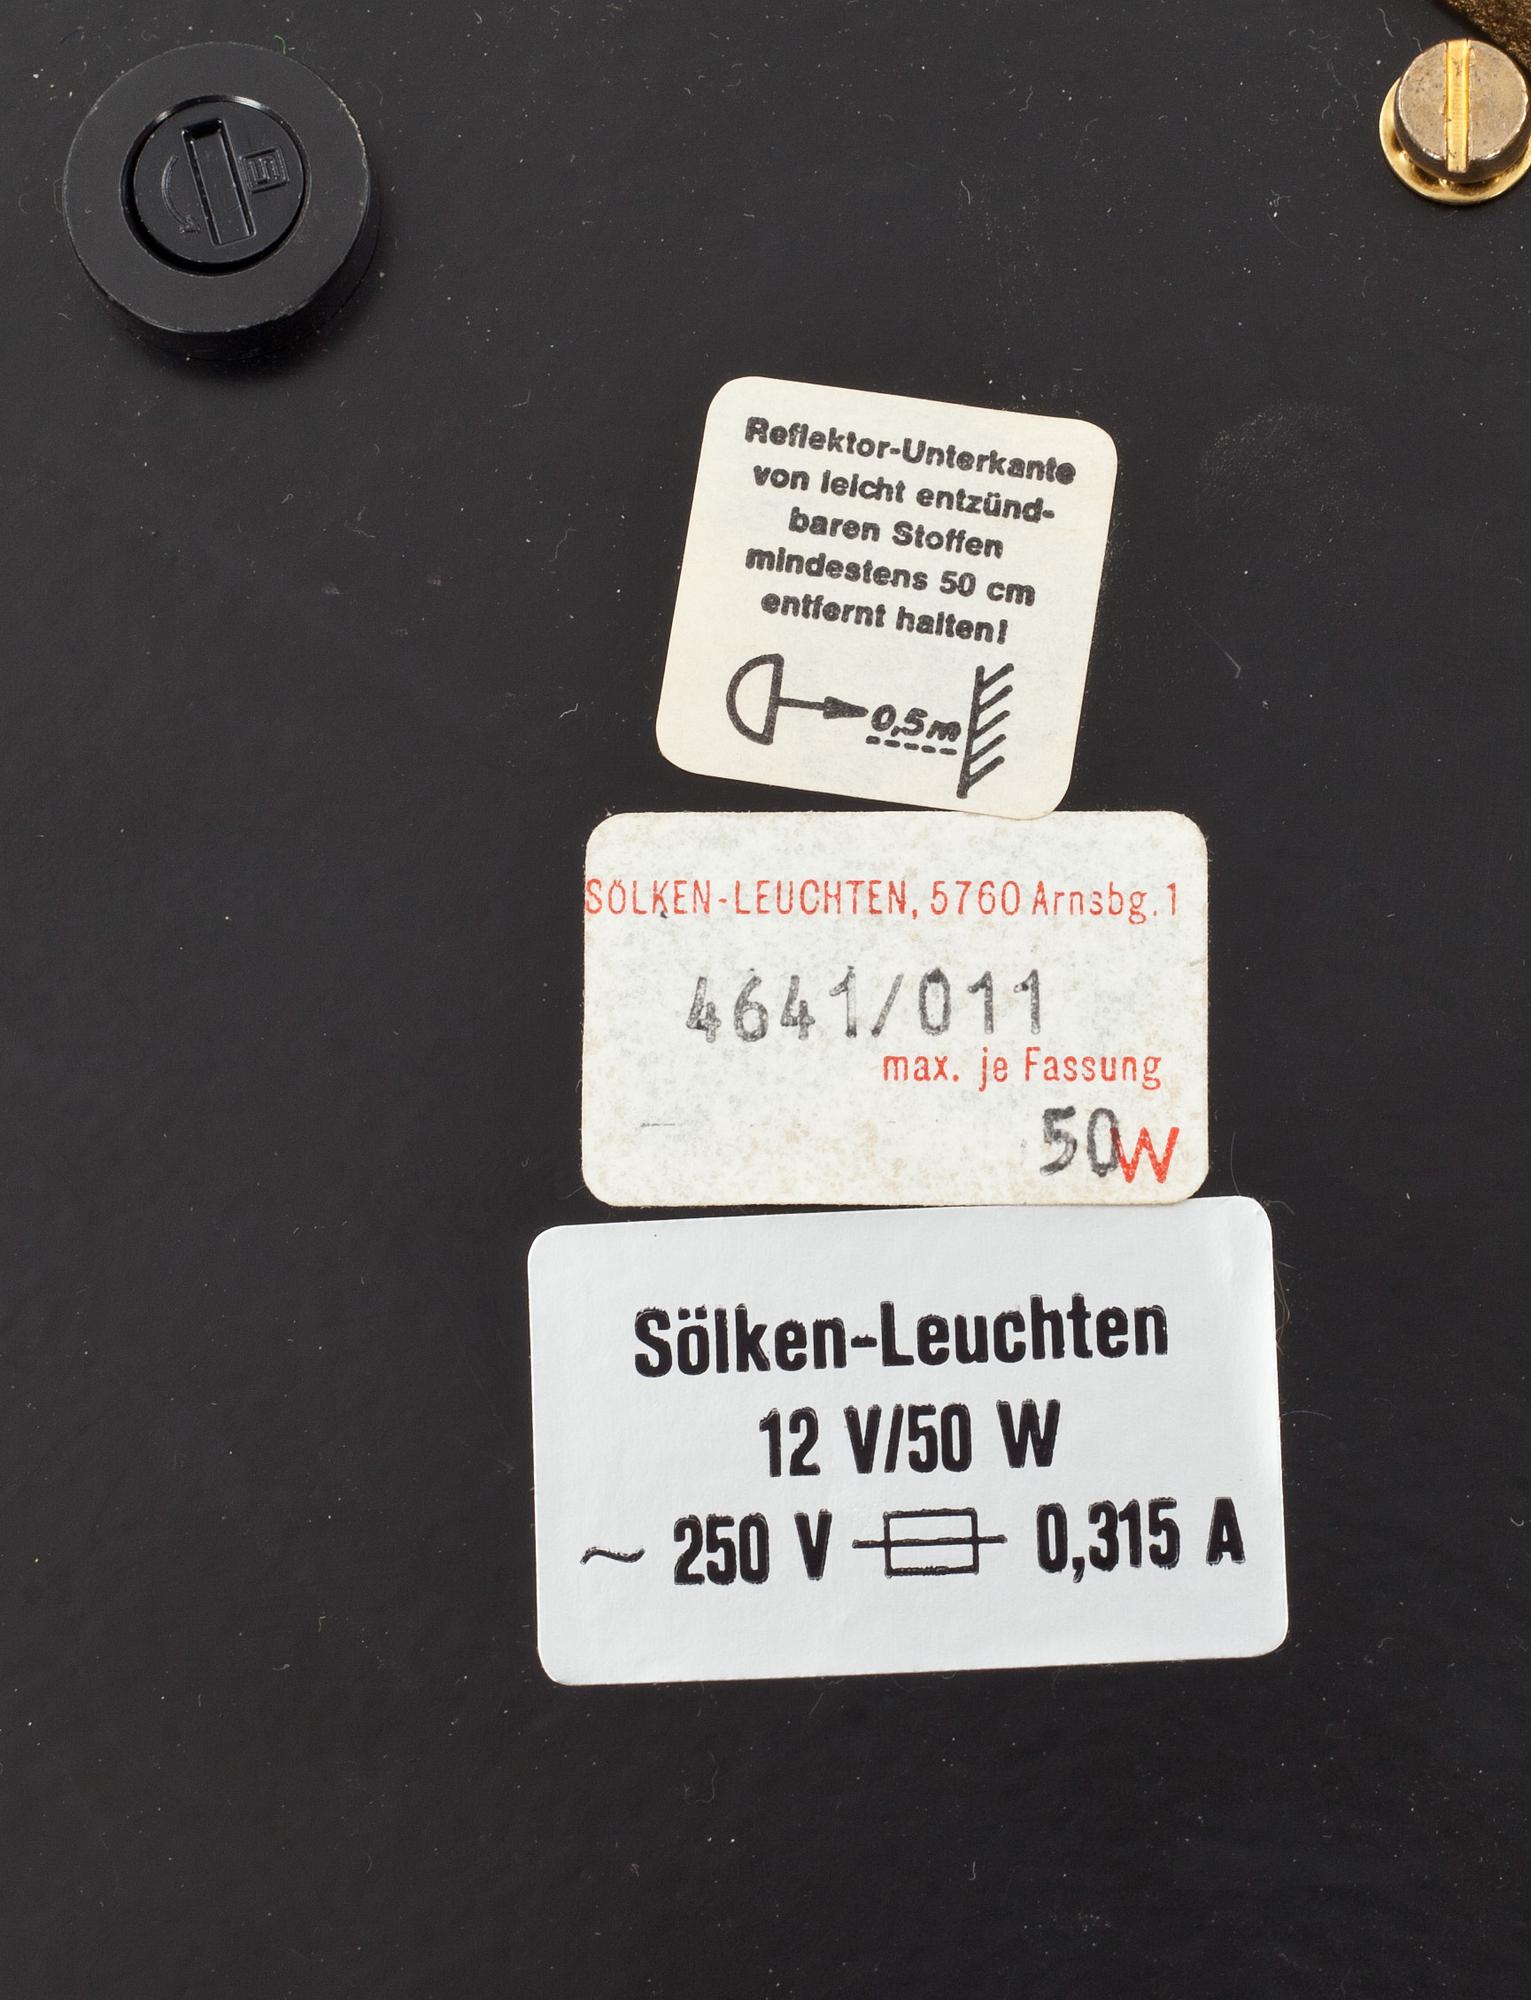 Reflektor-Unterkante
von leicht entzünd-
baren Stoffen
mindestens 50 cm
entfernt halten!
0,5 m
SÖLKEN-LEUCHTEN, 5760 Arnsbg. 1
4641/011
max. je Fassung
50W
Sölken-Leuchten
12 V/50 W
~ 250 V 0,315 A